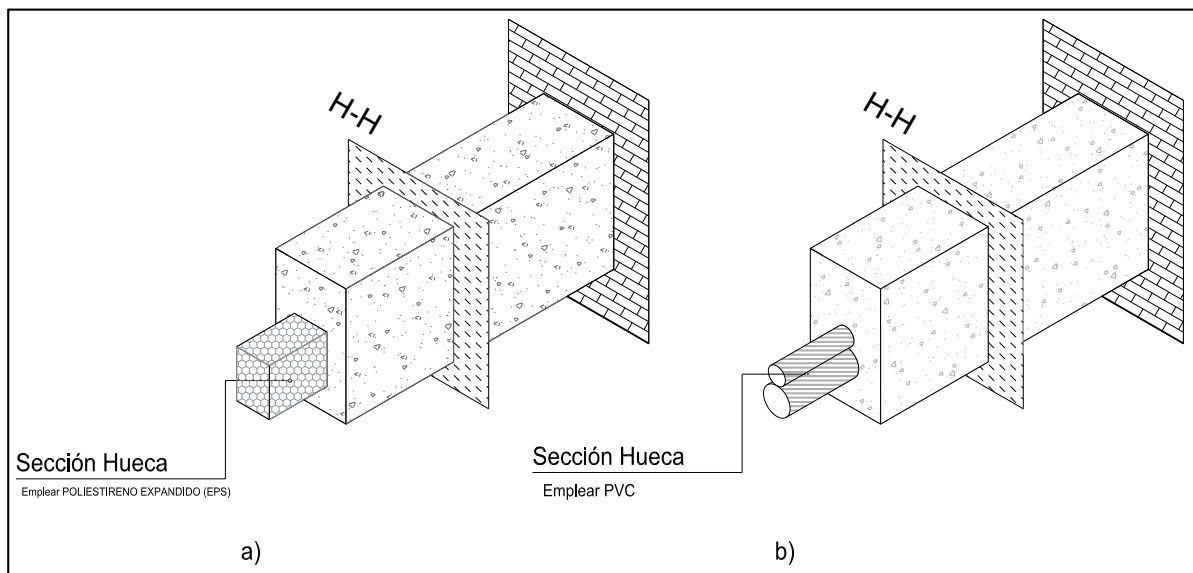 H-H
H-H
Sección Hueca
Emplear POLIESTIRENO EXPANDIDO (EPS)
Sección Hueca
Emplear PVC
a)
b)